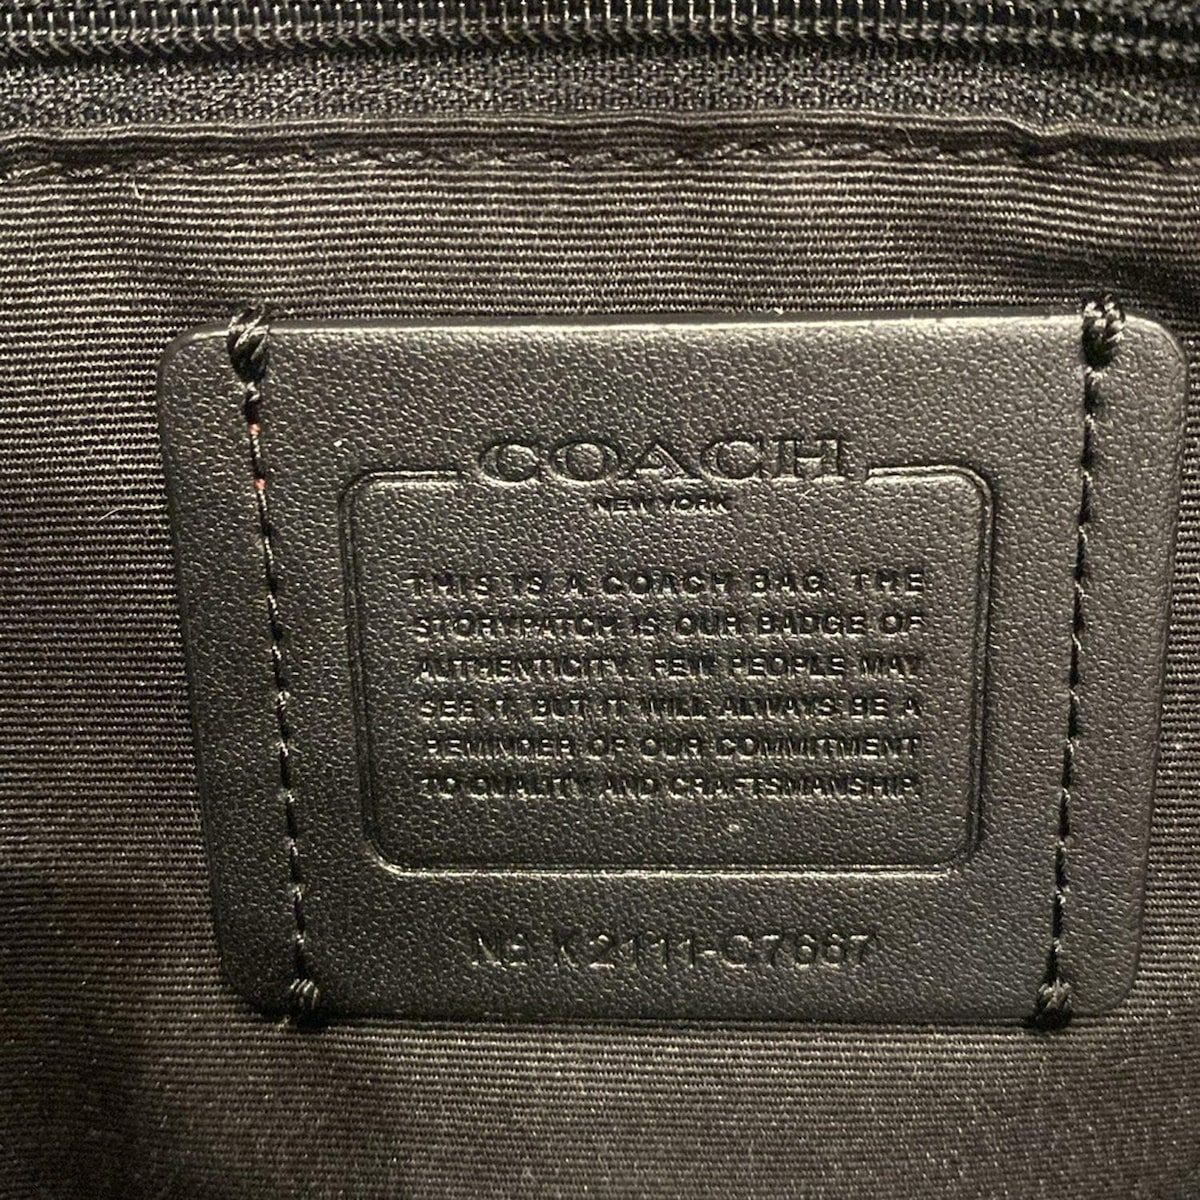 COACH
NEW YORK
THIS IS A COACH BAG. THE
STORYPATCH IS OUR BADGE OF
AUTHENTICITY. FEW PEOPLE MAY
SEE IT, BUT IT WILL ALWAYS BE A
REMINDER OF OUR COMMITMENT
TO QUALITY AND CRAFTSMANSHIP.
No K2111-C7667